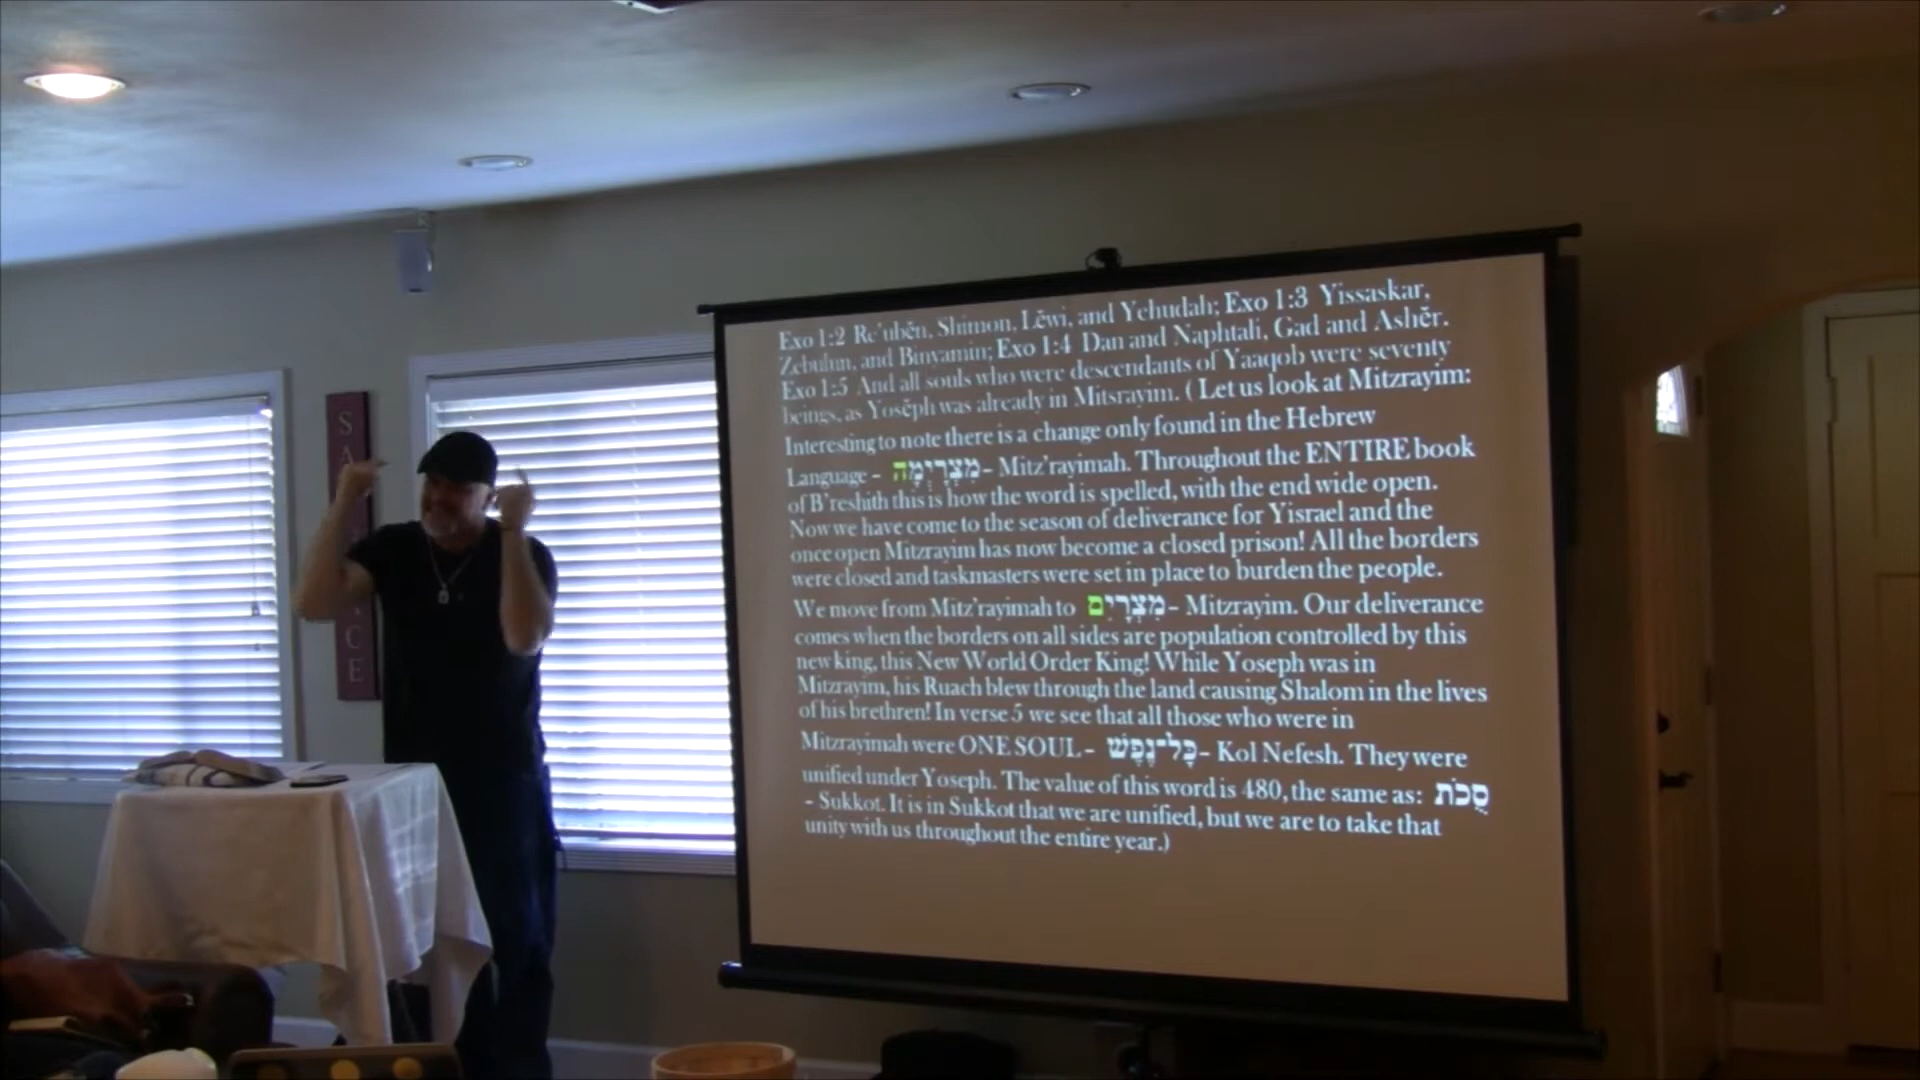 Exo 1:2 Re'ubĕn, Shimon, Lĕwi, and Yehudah; Exo 1:3 Yissaskar,
Zebulun, and Binyamin; Exo 1:4 Dan and Naphtali, Gad and Ashĕr.
Exo 1:5 And all souls who were descendants of Yaaqob were seventy
beings, as Yosĕph was already in Mitsrayim. ( Let us look at Mitzrayim:
Interesting to note there is a change only found in the Hebrew
Language - מִצְרָיְמָה - Mitz'rayimah. Throughout the ENTIRE book
of B'reshith this is how the word is spelled, with the end wide open.
Now we have come to the season of deliverance for Yisrael and the
once open Mitzrayim has now become a closed prison! All the borders
were closed and taskmasters were set in place to burden the people.
We move from Mitz'rayimah to מִצְרָיִם - Mitzrayim. Our deliverance
comes when the borders on all sides are population controlled by this
new king, this New World Order King! While Yoseph was in
Mitzrayim, his Ruach blew through the land causing Shalom in the lives
of his brethren! In verse 5 we see that all those who were in
Mitzrayimah were ONE SOUL - כָּל־נֶפֶשׁ - Kol Nefesh. They were
unified under Yoseph. The value of this word is 480, the same as: סֻכֹּת
- Sukkot. It is in Sukkot that we are unified, but we are to take that
unity with us throughout the entire year.)